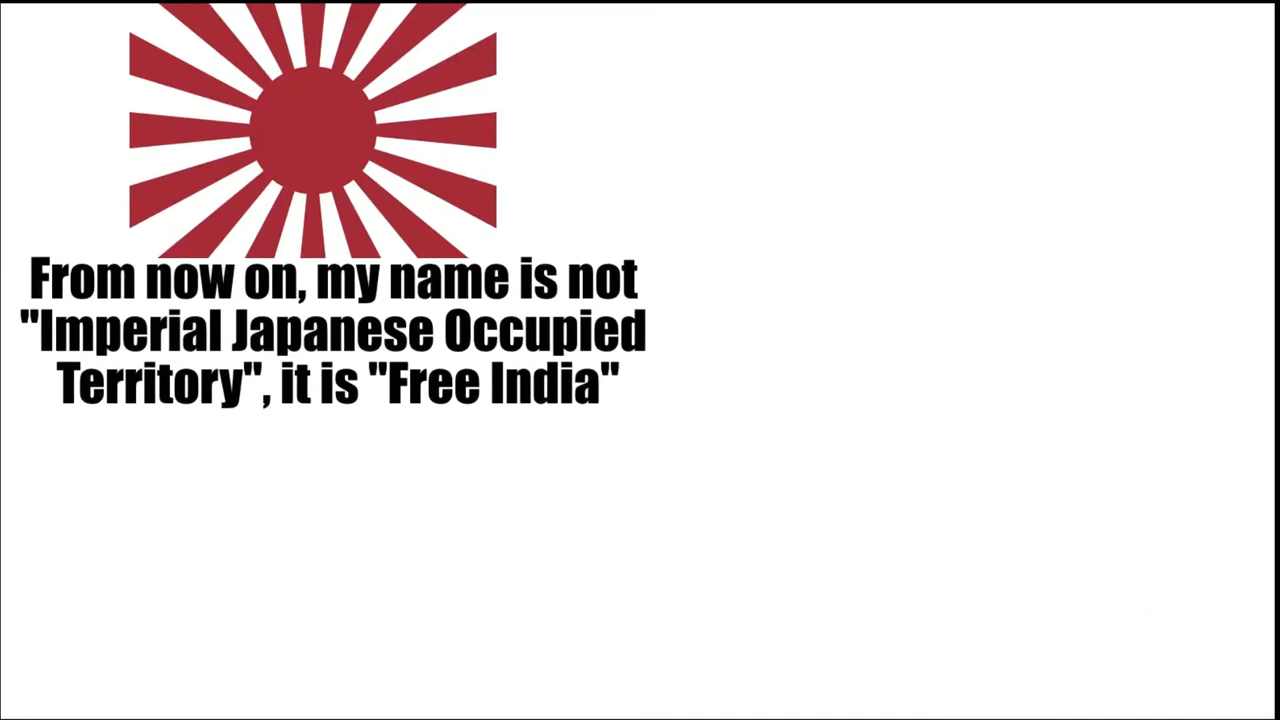 From now on, my name is not
"Imperial Japanese Occupied
Territory", it is "Free India"